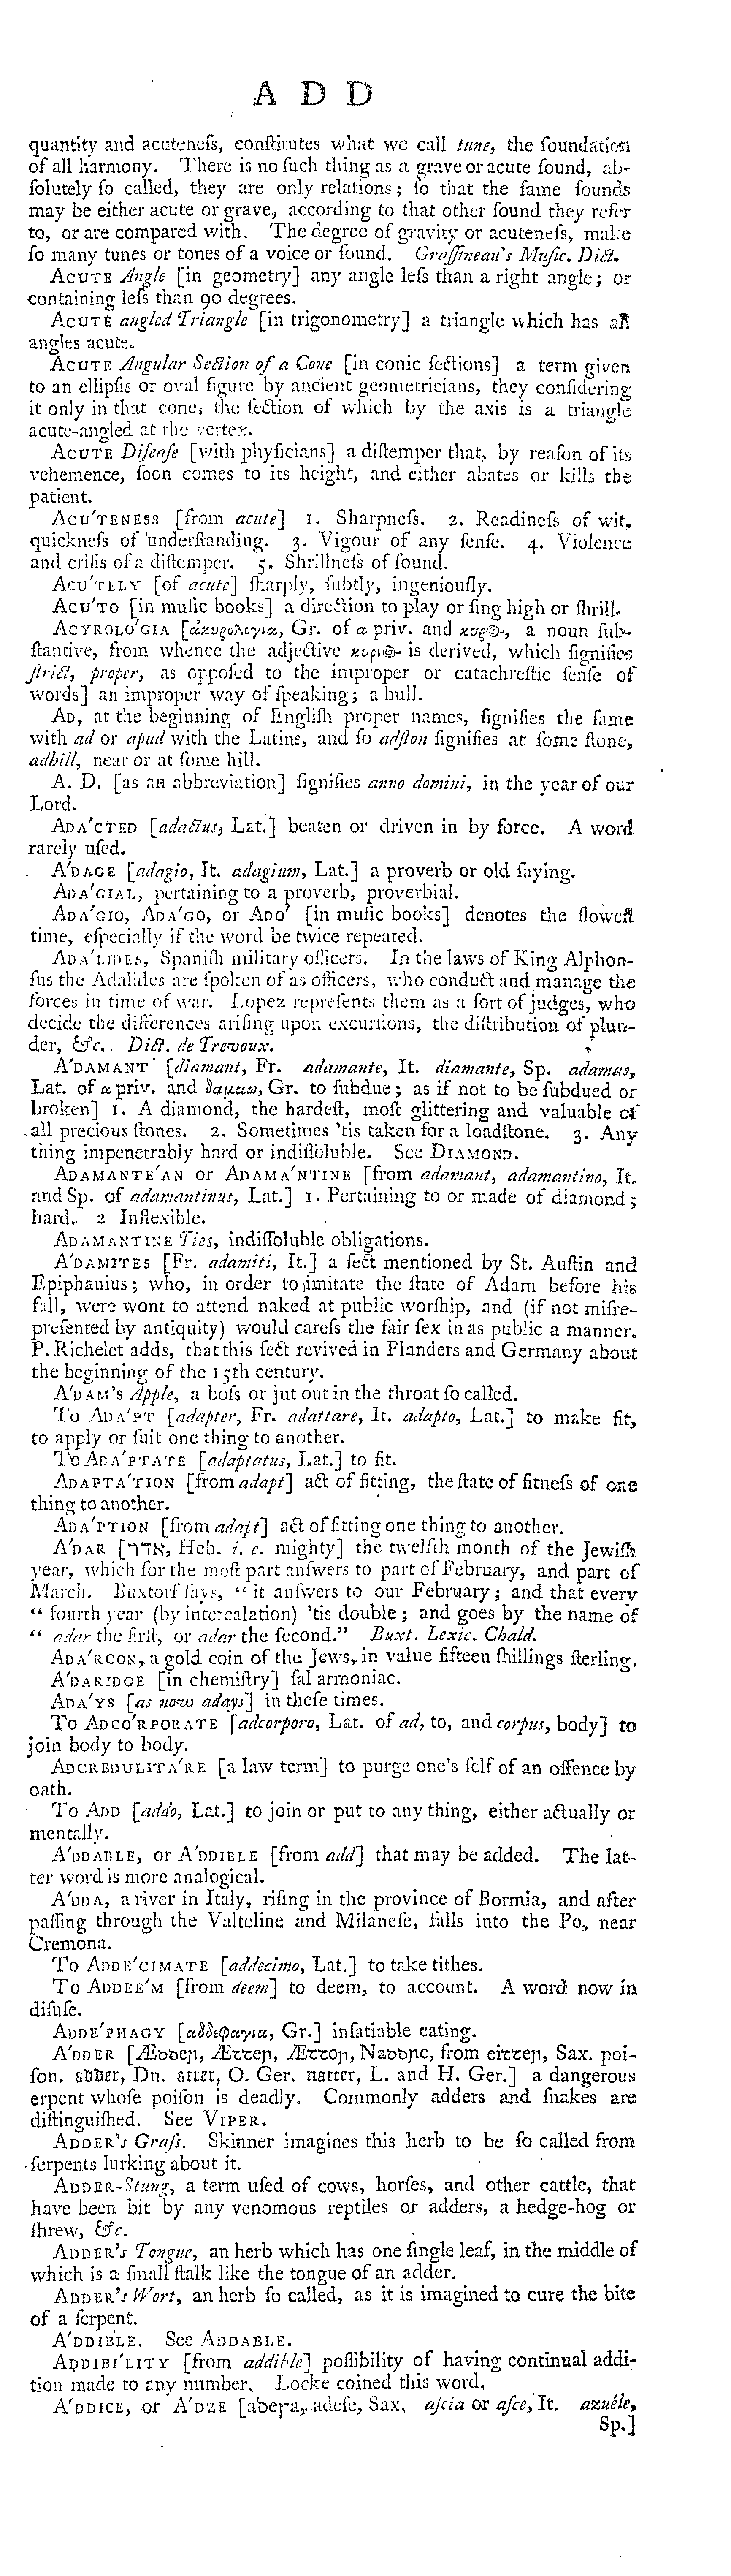 A D D
quantity and acuteneſs, conſtitutes what we call tune, the foundation
of all harmony. There is no ſuch thing as a grave or acute ſound, ab-
ſolutely ſo called, they are only relations; ſo that the ſame ſounds
may be either acute or grave, according to that other ſound they refer
to, or are compared with. The degree of gravity or acuteneſs, make
ſo many tunes or tones of a voice or ſound. Graſſineau's Muſic. Dict.
ACUTE Angle [in geometry] any angle leſs than a right angle; or
containing leſs than 90 degrees.
ACUTE angled Triangle [in trigonometry] a triangle which has all
angles acute.
ACUTE Angular Section of a Cone [in conic ſections] a term given
to an ellipſis or oval figure by ancient geometricians, they conſidering
it only in that cone, the ſection of which by the axis is a triangle
acute-angled at the vertex.
ACUTE Diſeaſe [with phyſicians] a diſtemper that, by reaſon of its
vehemence, ſoon comes to its height, and either abates or kills the
patient.
ACU'TENESS [from acute] 1. Sharpneſs. 2. Readineſs of wit,
quickneſs of underſtanding. 3. Vigour of any ſenſe. 4. Violence
and criſis of a diſtemper. 5. Shrillneſs of ſound.
ACU'TELY [of acute] ſharply, ſubtly, ingeniouſly.
ACU'TO [in muſic books] a direction to play or ſing high or ſhrill.
ACYROLO'GIA [ἀκυρολογια, Gr. of α priv. and κυρος, a noun ſub-
ſtantive, from whence the adjective κυριος is derived, which ſignifies
ſtrict, proper, as oppoſed to the improper or catachreſtic ſenſe of
words] an improper way of ſpeaking; a bull.
AD, at the beginning of Engliſh proper names, ſignifies the ſame
with ad or apud with the Latins, and ſo adſton ſignifies at ſome ſtone,
adhill, near or at ſome hill.
A. D. [as an abbreviation] ſignifies anno domini, in the year of our
Lord.
ADA'CTED [adactus, Lat.] beaten or driven in by force. A word
rarely uſed.
A'DAGE [adagio, It. adagium, Lat.] a proverb or old ſaying.
ADA'GIAL, pertaining to a proverb, proverbial.
ADA'GIO, ADA'GO, or ADO' [in muſic books] denotes the ſloweſt
time, eſpecially if the word be twice repeated.
ADA'LIDES, Spaniſh military officers. In the laws of King Alphon-
ſus the Adalides are ſpoken of as officers, who conduct and manage the
forces in time of war. Lopez repreſents them as a ſort of judges, who
decide the differences ariſing upon excurſions, the diſtribution of plun-
der, &c. Dict. de Trevoux.
A'DAMANT [diamant, Fr. adamante, It. diamante, Sp. adamas,
Lat. of α priv. and δαμαω, Gr. to ſubdue; as if not to be ſubdued or
broken] 1. A diamond, the hardeſt, moſt glittering and valuable of
all precious ſtones. 2. Sometimes 'tis taken for a loadſtone. 3. Any
thing impenetrably hard or indiſſoluble. See DIAMOND.
ADAMANTE'AN or ADAMA'NTINE [from adamant, adamantino, It.
and Sp. of adamantinus, Lat.] 1. Pertaining to or made of diamond;
hard. 2 Inflexible.
ADAMANTINE Ties, indiſſoluble obligations.
A'DAMITES [Fr. adamiti, It.] a ſect mentioned by St. Auſtin and
Epiphanius; who, in order to imitate the ſtate of Adam before his
fall, were wont to attend naked at public worſhip, and (if not miſre-
preſented by antiquity) would careſs the fair ſex in as public a manner.
P. Richelet adds, that this ſect revived in Flanders and Germany about
the beginning of the 15th century.
A'DAM'S Apple, a boſs or jut out in the throat ſo called.
To ADA'PT [adapter, Fr. adattare, It. adapto, Lat.] to make fit,
to apply or ſuit one thing to another.
To ADA'PTATE [adaptatus, Lat.] to fit.
ADAPTA'TION [from adapt] act of fitting, the ſtate of fitneſs of one
thing to another.
ADA'PTION [from adapt] act of fitting one thing to another.
A'DAR [אדר, Heb. i. e. mighty] the twelfth month of the Jewiſh
year, which for the moſt part anſwers to part of February, and part of
March. Buxtorf ſays, “ it anſwers to our February; and that every
“ fourth year (by intercalation) 'tis double; and goes by the name of
“ adar the firſt, or adar the ſecond.” Buxt. Lexic. Chald.
ADA'RCON, a gold coin of the Jews, in value fifteen ſhillings ſterling.
A'DARIDGE [in chemiſtry] ſal armoniac.
ADA'YS [as now adays] in theſe times.
To ADCO'RPORATE [adcorporo, Lat. of ad, to, and corpus, body] to
join body to body.
ADCREDULITA'RE [a law term] to purge one's ſelf of an offence by
oath.
To ADD [addo, Lat.] to join or put to any thing, either actually or
mentally.
A'DDABLE, or A'DDIBLE [from add] that may be added. The lat-
ter word is more analogical.
A'DDA, a river in Italy, riſing in the province of Bormia, and after
paſſing through the Valteline and Milaneſe, falls into the Po, near
Cremona.
To ADDE'CIMATE [addecimo, Lat.] to take tithes.
To ADDEE'M [from deem] to deem, to account. A word now in
diſuſe.
ADDE'PHAGY [αδδεφαγια, Gr.] inſatiable eating.
A'DDER [Ædder, Ætter, Ættor, Naddre, from eitter, Sax. poi-
ſon. adder, Du. atter, O. Ger. natter, L. and H. Ger.] a dangerous
erpent whoſe poiſon is deadly. Commonly adders and ſnakes are
diſtinguiſhed. See VIPER.
ADDER's Graſs. Skinner imagines this herb to be ſo called from
ſerpents lurking about it.
ADDER-Stung, a term uſed of cows, horſes, and other cattle, that
have been bit by any venomous reptiles or adders, a hedge-hog or
ſhrew, &c.
ADDER's Tongue, an herb which has one ſingle leaf, in the middle of
which is a ſmall ſtalk like the tongue of an adder.
ADDER's Wort, an herb ſo called, as it is imagined to cure the bite
of a ſerpent.
A'DDIBLE. See ADDABLE.
ADDIBI'LITY [from addible] poſſibility of having continual addi-
tion made to any number. Locke coined this word.
A'DDICE, or A'DZE [adeſa, adeſe, Sax. aſcia or aſce, It. azuéle,
Sp.]